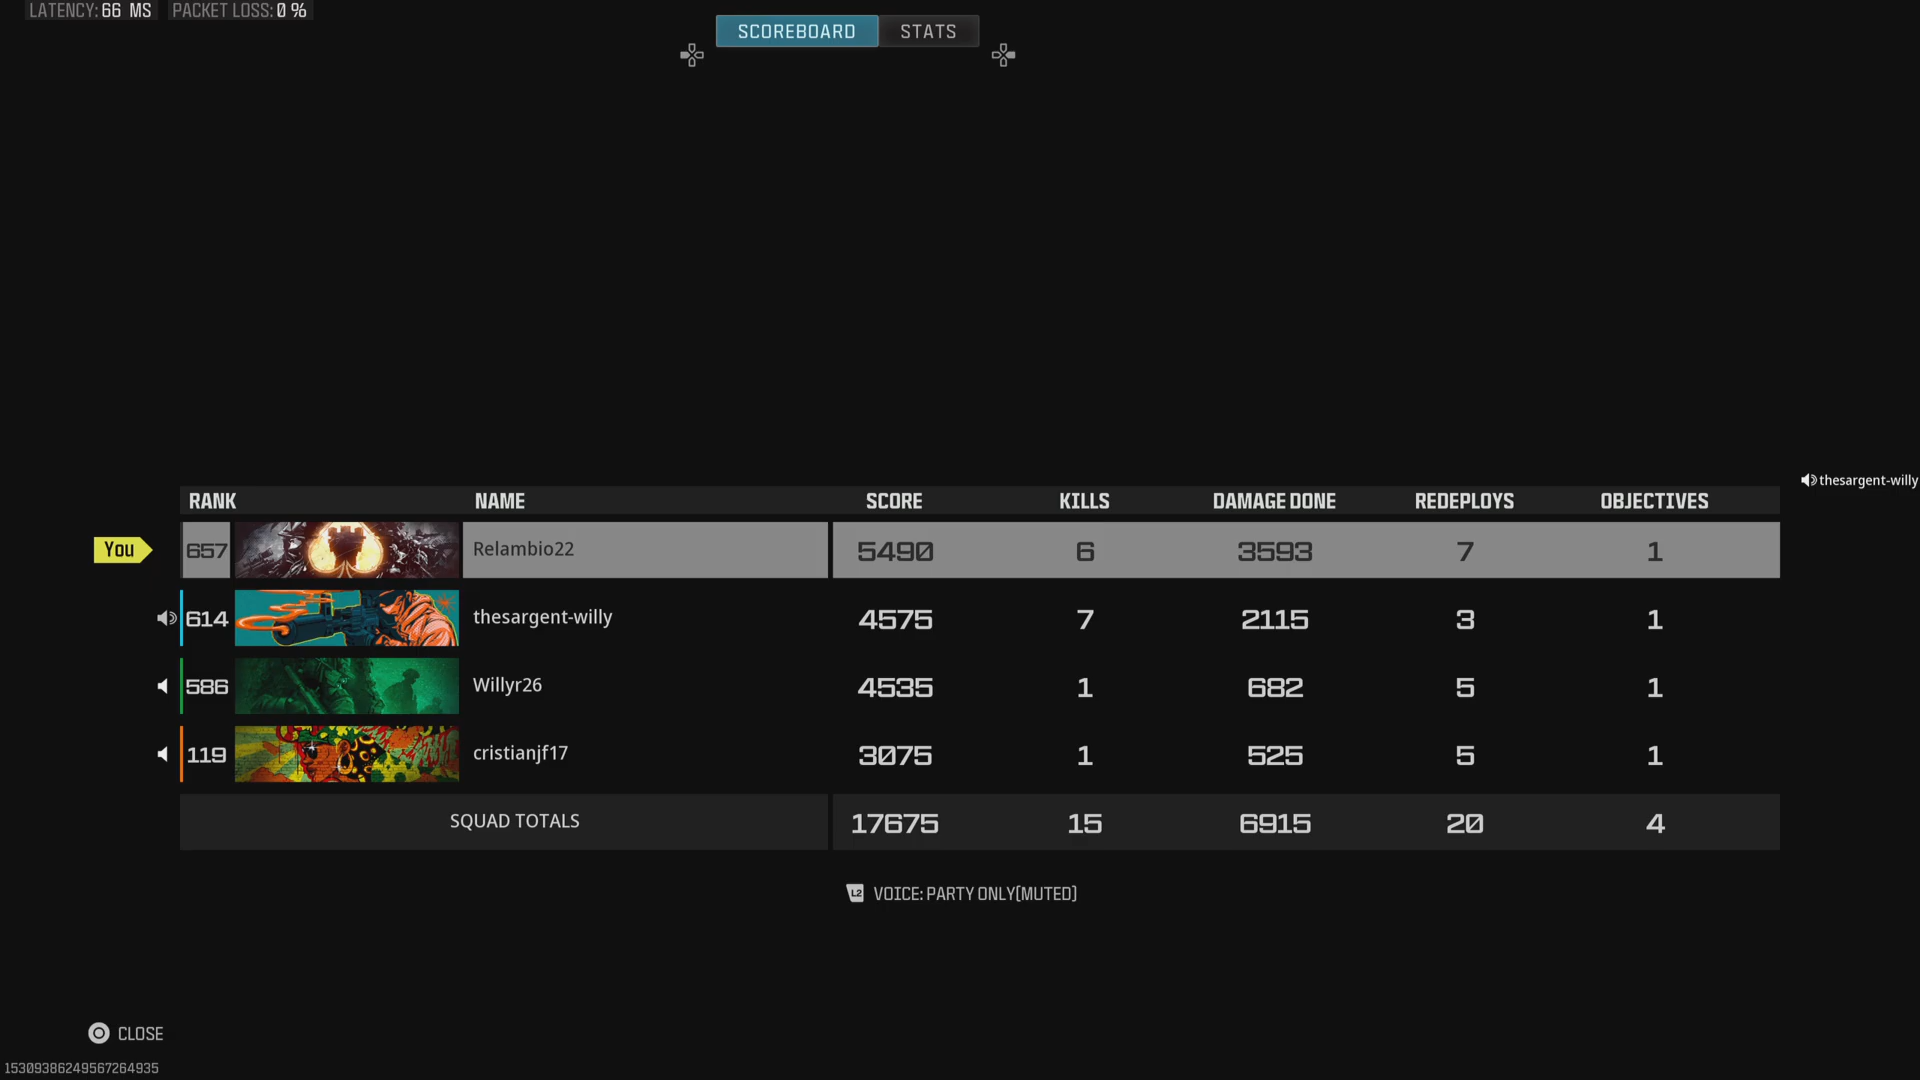 LATENCY: 66 MS PACKET LOSS: 0 %
SCOREBOARD STATS
thesargent-willy
RANK NAME SCORE KILLS DAMAGE DONE REDEPLOYS OBJECTIVES
You 657 Relambio22 5490 6 3593 7 1
614 thesargent-willy 4575 7 2115 3 1
586 Willyr26 4535 1 682 5 1
119 cristianjf17 3075 1 525 5 1
SQUAD TOTALS 17675 15 6915 20 4
L2 VOICE: PARTY ONLY(MUTED)
CLOSE
15309386249567264935